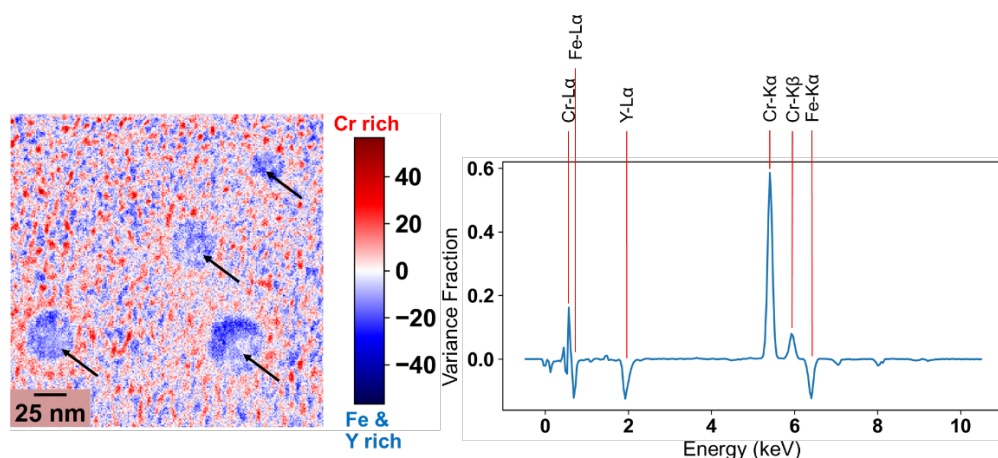 Cr rich
40
20
0
−20
−40
Fe &
Y rich
25 nm
Cr-Lα
Fe-Lα
Y-Lα
Cr-Kα
Cr-Kβ
Fe-Kα
Variance Fraction
0.6
0.4
0.2
0.0
0 2 4 6 8 10
Energy (keV)